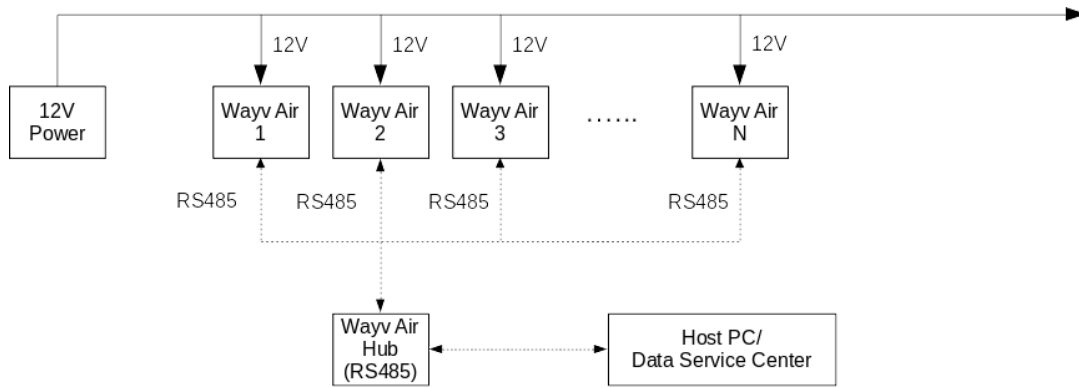 12V
12V
12V
12V
12V
Power
Wayv Air
1
Wayv Air
2
Wayv Air
3
......
Wayv Air
N
RS485
RS485
RS485
RS485
Wayv Air
Hub
(RS485)
Host PC/
Data Service Center